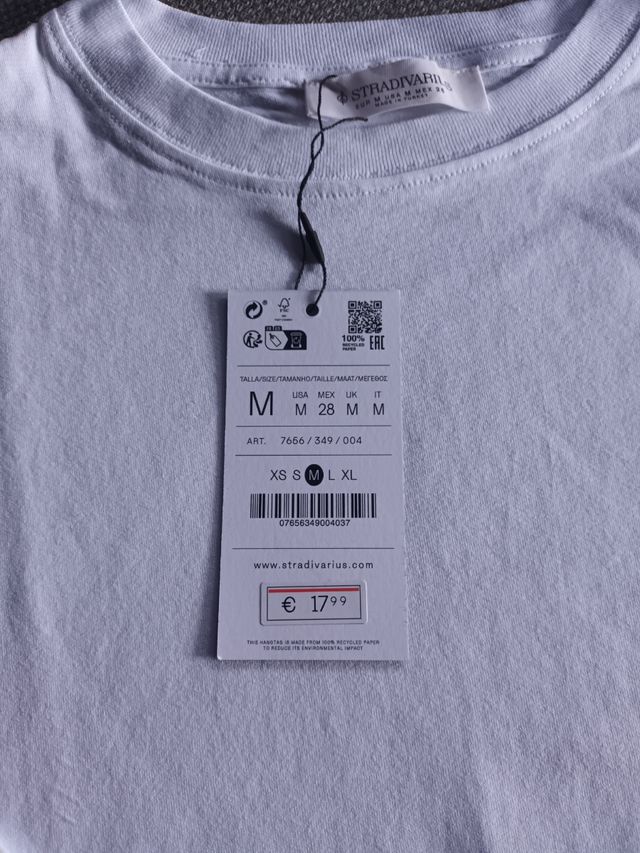 STRADIVARIUS
EUR M USA M MEX 28
MADE IN TURKEY
FSC
100%
RECYCLED
PAPER
EAC
TALLA/SIZE/TAMANHO/TAILLE/MAAT/ΜΕΓΕΘΟΣ
M USA MEX UK IT
M 28 M M
ART. 7656 / 349 / 004
XS S M L XL
07656349004037
www.stradivarius.com
€ 17 99
THIS HANGTAG IS MADE FROM 100% RECYCLED PAPER
TO REDUCE ITS ENVIRONMENTAL IMPACT